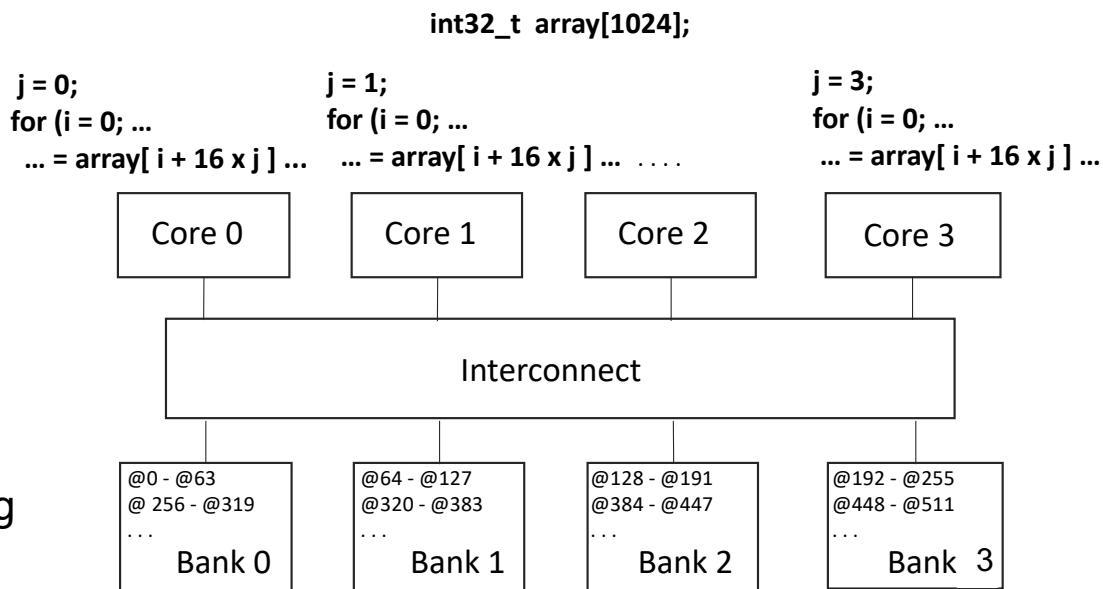 int32_t array[1024];
j = 0;
for (i = 0; ...
... = array[ i + 16 x j ] ...
j = 1;
for (i = 0; ...
... = array[ i + 16 x j ] ... . . . .
j = 3;
for (i = 0; ...
... = array[ i + 16 x j ] ...
Core 0
Core 1
Core 2
Core 3
Interconnect
g
@0 - @63
@ 256 - @319
. . .
Bank 0
@64 - @127
@320 - @383
. . .
Bank 1
@128 - @191
@384 - @447
. . .
Bank 2
@192 - @255
@448 - @511
. . .
Bank 3